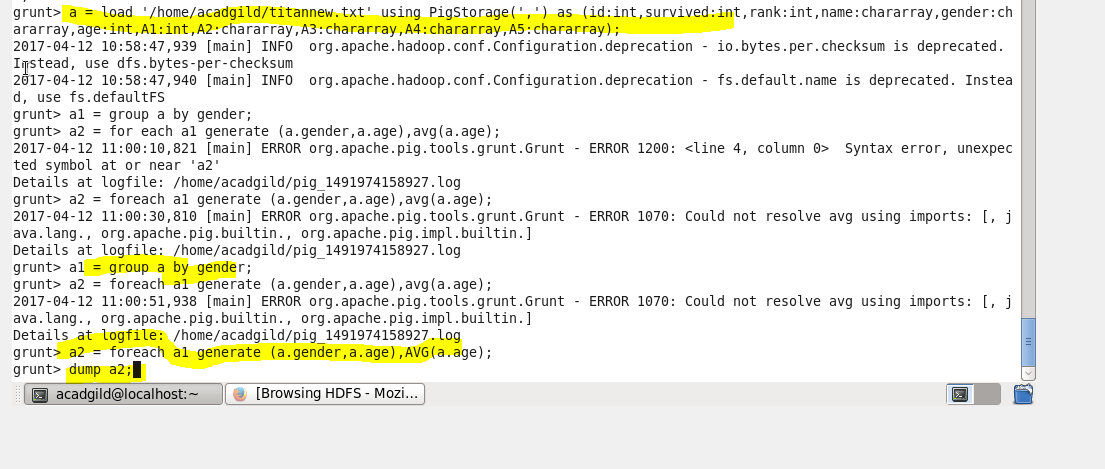 grunt> a = load '/home/acadgild/titannew.txt' using PigStorage(',') as (id:int,survived:int,rank:int,name:chararray,gender:ch
ararray,age:int,A1:int,A2:chararray,A3:chararray,A4:chararray,A5:chararray);
2017-04-12 10:58:47,939 [main] INFO  org.apache.hadoop.conf.Configuration.deprecation - io.bytes.per.checksum is deprecated.
Instead, use dfs.bytes-per-checksum
2017-04-12 10:58:47,940 [main] INFO  org.apache.hadoop.conf.Configuration.deprecation - fs.default.name is deprecated. Instea
d, use fs.defaultFS
grunt> a1 = group a by gender;
grunt> a2 = for each a1 generate (a.gender,a.age),avg(a.age);
2017-04-12 11:00:10,821 [main] ERROR org.apache.pig.tools.grunt.Grunt - ERROR 1200: <line 4, column 0>  Syntax error, unexpec
ted symbol at or near 'a2'
Details at logfile: /home/acadgild/pig_1491974158927.log
grunt> a2 = foreach a1 generate (a.gender,a.age),avg(a.age);
2017-04-12 11:00:30,810 [main] ERROR org.apache.pig.tools.grunt.Grunt - ERROR 1070: Could not resolve avg using imports: [, j
ava.lang., org.apache.pig.builtin., org.apache.pig.impl.builtin.]
Details at logfile: /home/acadgild/pig_1491974158927.log
grunt> a1 = group a by gender;
grunt> a2 = foreach a1 generate (a.gender,a.age),avg(a.age);
2017-04-12 11:00:51,938 [main] ERROR org.apache.pig.tools.grunt.Grunt - ERROR 1070: Could not resolve avg using imports: [, j
ava.lang., org.apache.pig.builtin., org.apache.pig.impl.builtin.]
Details at logfile: /home/acadgild/pig_1491974158927.log
grunt> a2 = foreach a1 generate (a.gender,a.age),AVG(a.age);
grunt> dump a2;
acadgild@localhost:~ [Browsing HDFS - Mozi...